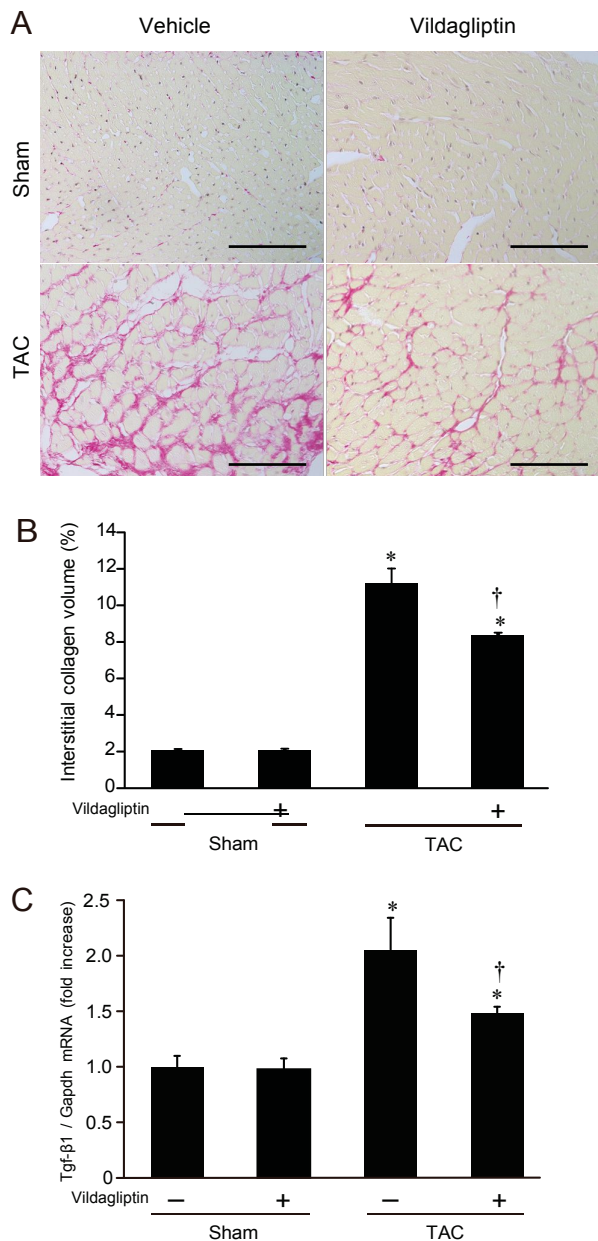 A
Vehicle
Vildagliptin
Sham
TAC
B
Interstitial collagen volume (%)
14
12
10
8
6
4
2
0
*
†
*
Vildagliptin
+
+
Sham
TAC
C
Tgf-β1 / Gapdh mRNA (fold increase)
2.5
2.0
1.5
1.0
0.5
0
*
†
*
Vildagliptin − + − +
Sham
TAC